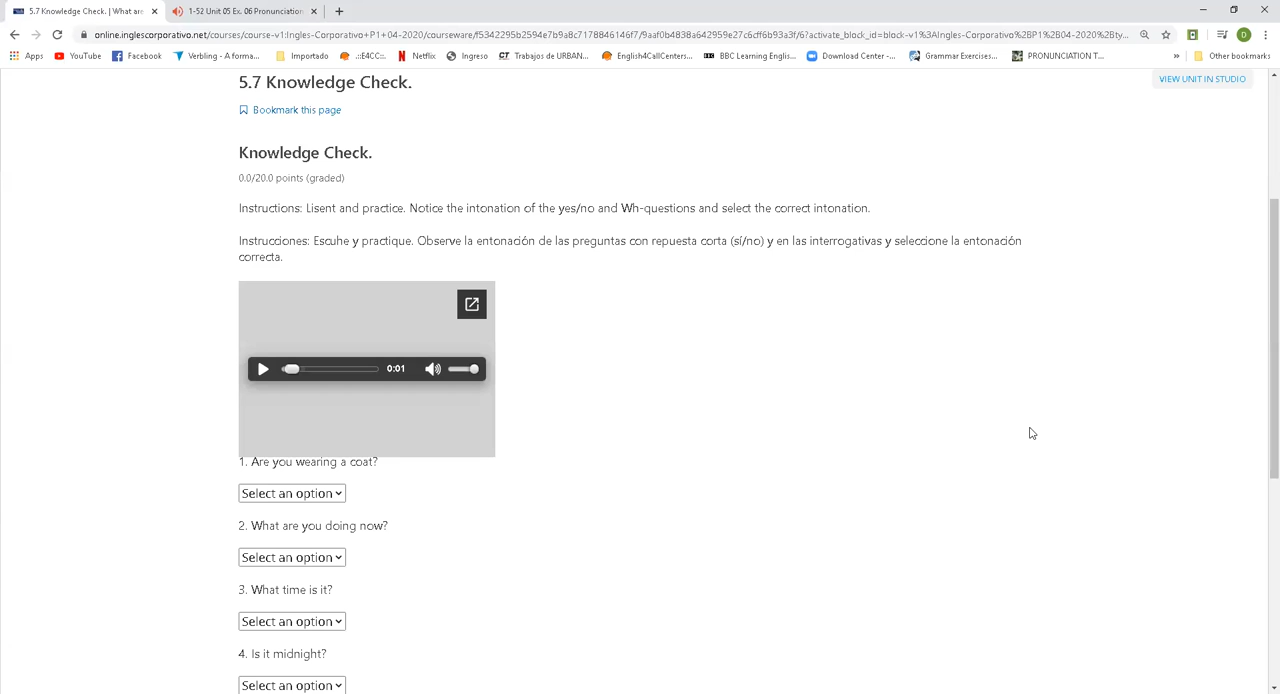 5.7 Knowledge Check. | What are
1-52 Unit 05 Ex. 06 Pronunciation
online.inglescorporativo.net/courses/course-v1:Ingles-Corporativo+P1+04-2020/courseware/f5342295b2594e7b9a8c7178846146f7/9aaf0b4838a642959e27c6cff6b93a3f/6?activate_block_id=block-v1%3AIngles-Corporativo%2BP1%2B04-2020%2Bty...
D
Apps YouTube Facebook Verbling - A forma... Importado .::E4CC::. Netflix Ingreso Trabajos de URBAN... English4CallCenters... BBC Learning Englis... Download Center -... Grammar Exercises... PRONUNCIATION T... » Other bookmarks
5.7 Knowledge Check.
VIEW UNIT IN STUDIO
Bookmark this page
Knowledge Check.
0.0/20.0 points (graded)
Instructions: Lisent and practice. Notice the intonation of the yes/no and Wh-questions and select the correct intonation.
Instrucciones: Escuhe y practique. Observe la entonación de las preguntas con repuesta corta (sí/no) y en las interrogativas y seleccione la entonación
correcta.
0:01
1. Are you wearing a coat?
Select an option
2. What are you doing now?
Select an option
3. What time is it?
Select an option
4. Is it midnight?
Select an option